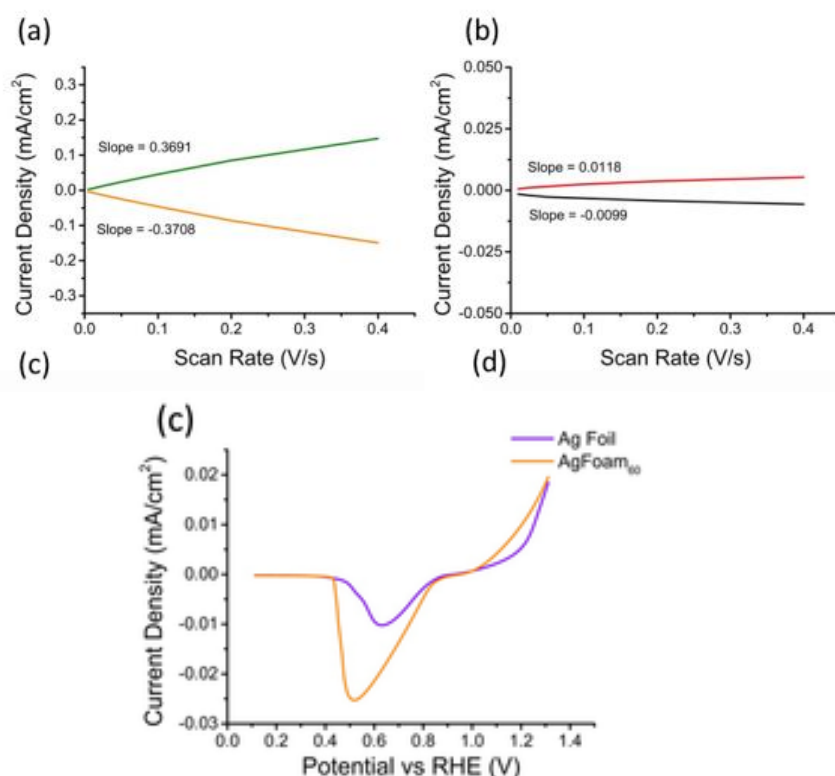 (a)
Current Density (mA/cm²)
0.3
0.2
0.1
0.0
-0.1
-0.2
-0.3
Slope = 0.3691
Slope = -0.3708
0.0 0.1 0.2 0.3 0.4
Scan Rate (V/s)
(b)
Current Density (mA/cm²)
0.050
0.025
0.000
-0.025
-0.050
Slope = 0.0118
Slope = -0.0099
0.0 0.1 0.2 0.3 0.4
Scan Rate (V/s)
(c)
(d)
(c)
Ag Foil
AgFoam₆₀
Current Density (mA/cm²)
0.02
0.01
0.00
-0.01
-0.02
-0.03
0.0 0.2 0.4 0.6 0.8 1.0 1.2 1.4
Potential vs RHE (V)